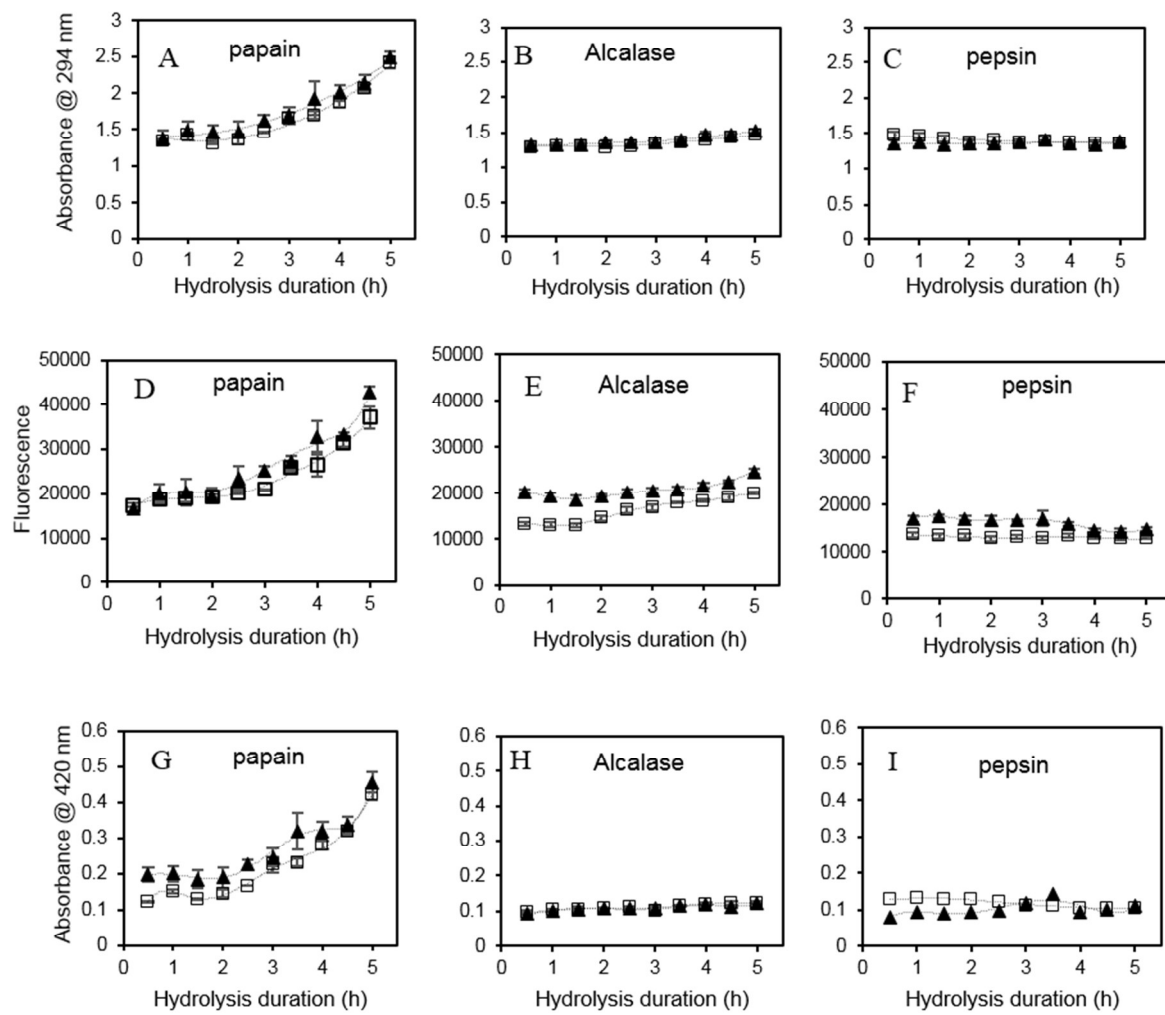 A papain
B Alcalase
C pepsin
Absorbance @ 294 nm
3
2.5
2
1.5
1
0.5
0
0 1 2 3 4 5
Hydrolysis duration (h)
3
2.5
2
1.5
1
0.5
0
0 1 2 3 4 5
Hydrolysis duration (h)
3
2.5
2
1.5
1
0.5
0
0 1 2 3 4 5
Hydrolysis duration (h)
D papain
E Alcalase
F pepsin
Fluorescence
50000
40000
30000
20000
10000
0
0 1 2 3 4 5
Hydrolysis duration (h)
50000
40000
30000
20000
10000
0
0 1 2 3 4 5
Hydrolysis duration (h)
50000
40000
30000
20000
10000
0
0 1 2 3 4 5
Hydrolysis duration (h)
G papain
H Alcalase
I pepsin
Absorbance @ 420 nm
0.6
0.5
0.4
0.3
0.2
0.1
0
0 1 2 3 4 5
Hydrolysis duration (h)
0.6
0.5
0.4
0.3
0.2
0.1
0
0 1 2 3 4 5
Hydrolysis duration (h)
0.6
0.5
0.4
0.3
0.2
0.1
0
0 1 2 3 4 5
Hydrolysis duration (h)